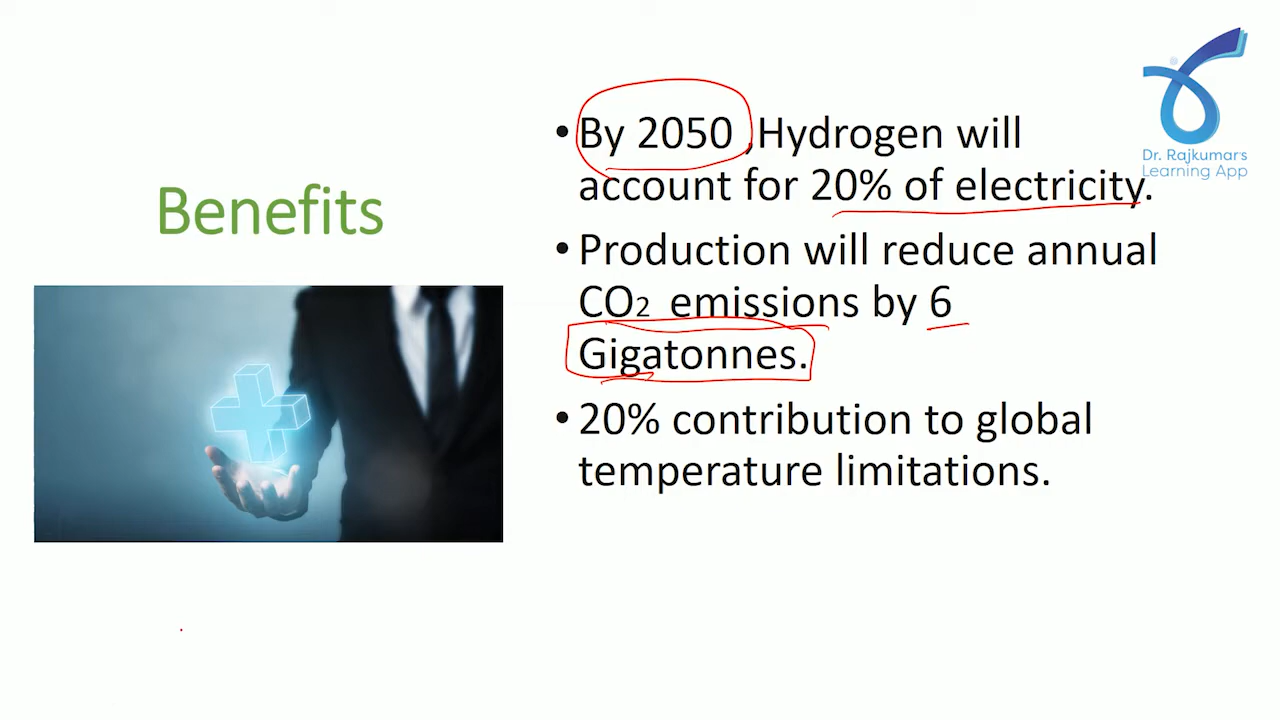 Benefits
• By 2050 ,Hydrogen will
account for 20% of electricity.
• Production will reduce annual
CO2 emissions by 6
Gigatonnes.
• 20% contribution to global
temperature limitations.
Dr. Rajkumar's
Learning App